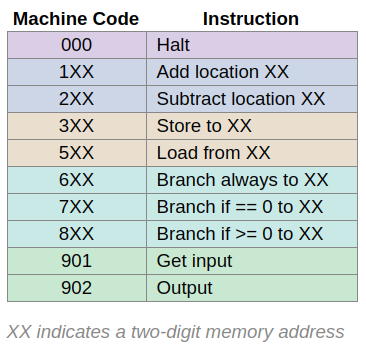 Machine Code Instruction
000 Halt
1XX Add location XX
2XX Subtract location XX
3XX Store to XX
5XX Load from XX
6XX Branch always to XX
7XX Branch if == 0 to XX
8XX Branch if >= 0 to XX
901 Get input
902 Output
XX indicates a two-digit memory address